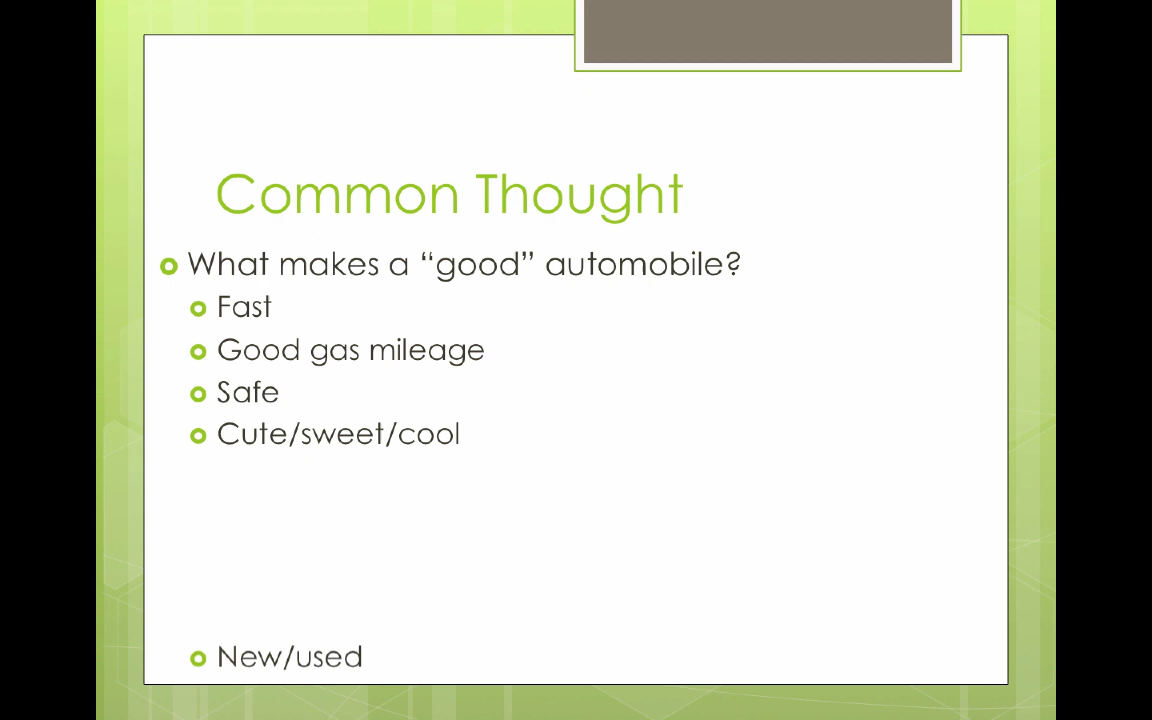 Common Thought
What makes a “good” automobile?
Fast
Good gas mileage
Safe
Cute/sweet/cool
New/used